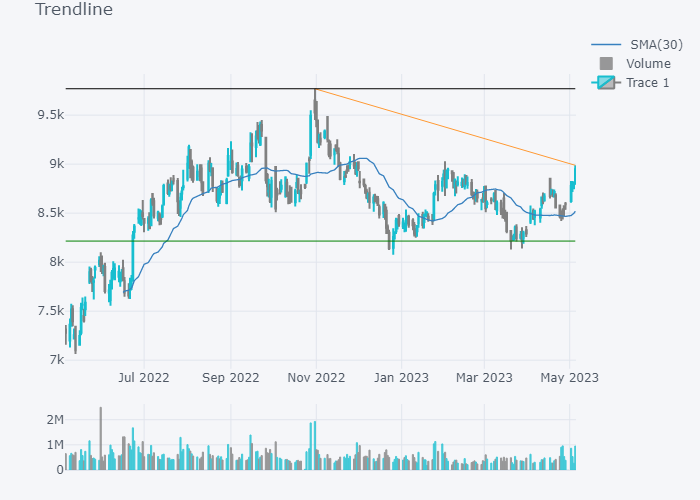 Trendline
SMA(30)
Volume
Trace 1
9.5k
9k
8.5k
8k
7.5k
7k
Jul 2022 Sep 2022 Nov 2022 Jan 2023 Mar 2023 May 2023
2M
1M
0